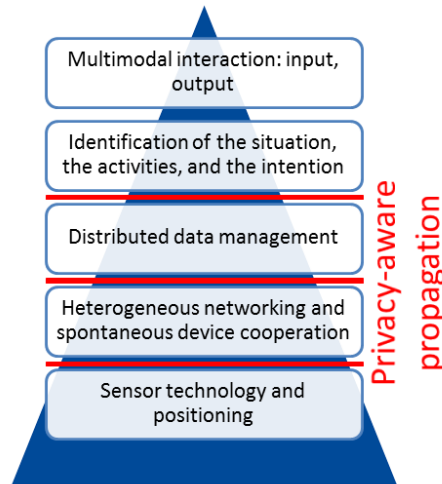 Multimodal interaction: input,
output
Identification of the situation,
the activities, and the intention
Distributed data management
Heterogeneous networking and
spontaneous device cooperation
Sensor technology and
positioning
Privacy-aware
propagation